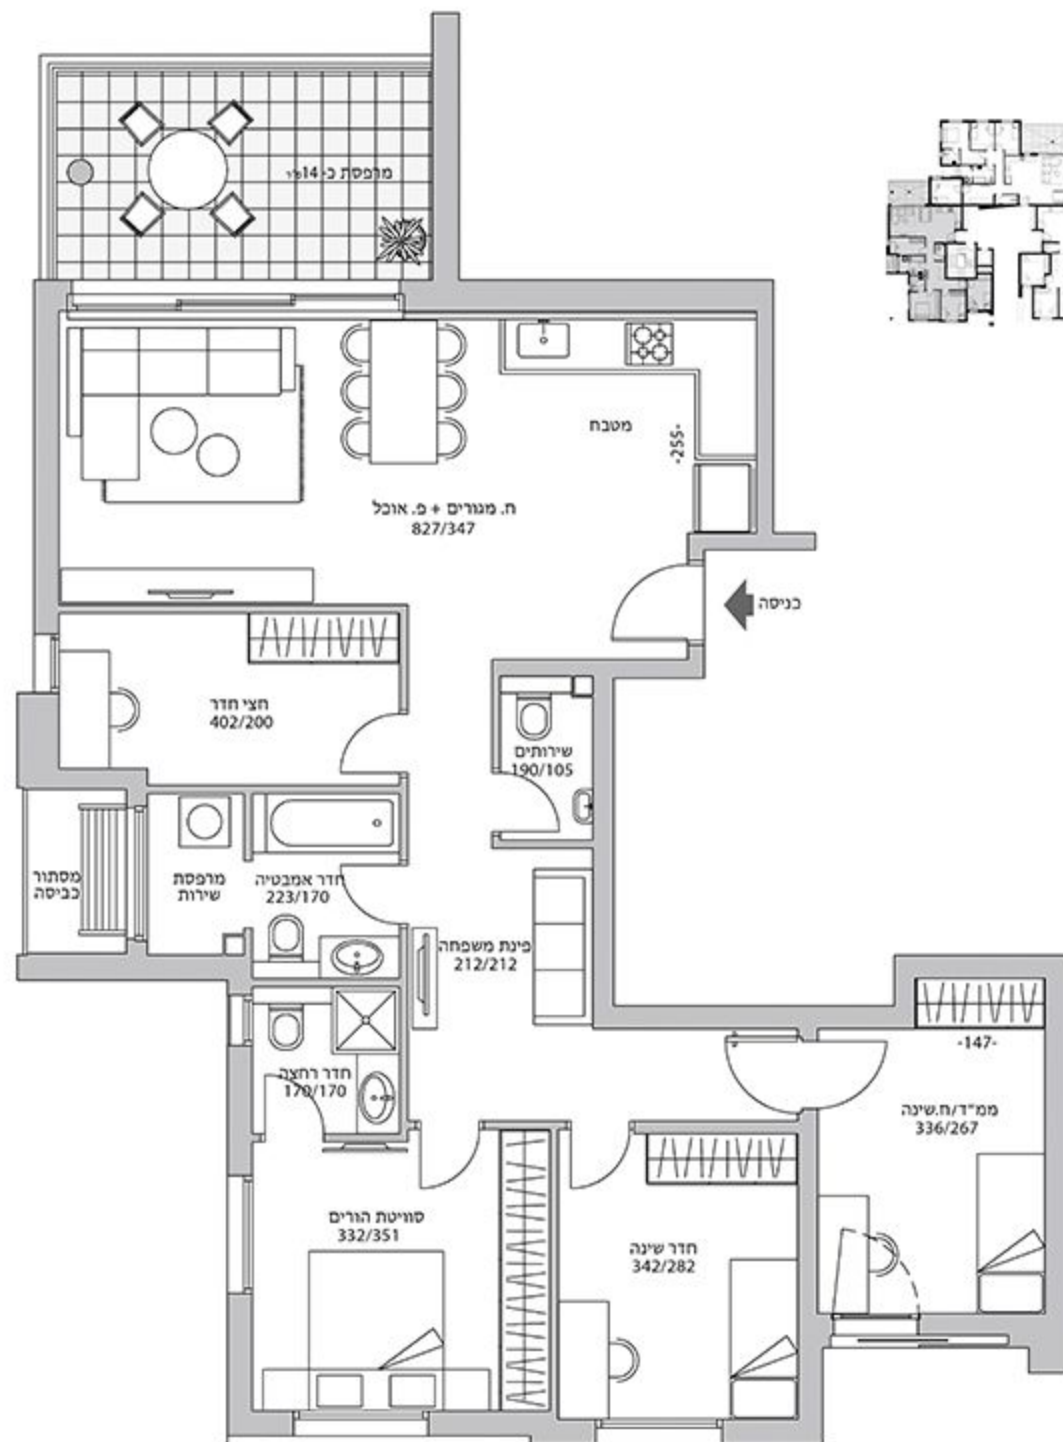 מרפסת כ- 14 מ"ר
מטבח
-255-
ח. מגורים + פ. אוכל
827/347
כניסה
חצי חדר
402/200
שירותים
190/105
מסתור
כביסה
מרפסת
שירות
חדר אמבטיה
223/170
פינת משפחה
212/212
-147-
חדר רחצה
170/170
ממ"ד/ח.שינה
336/267
סוויטת הורים
332/351
חדר שינה
342/282